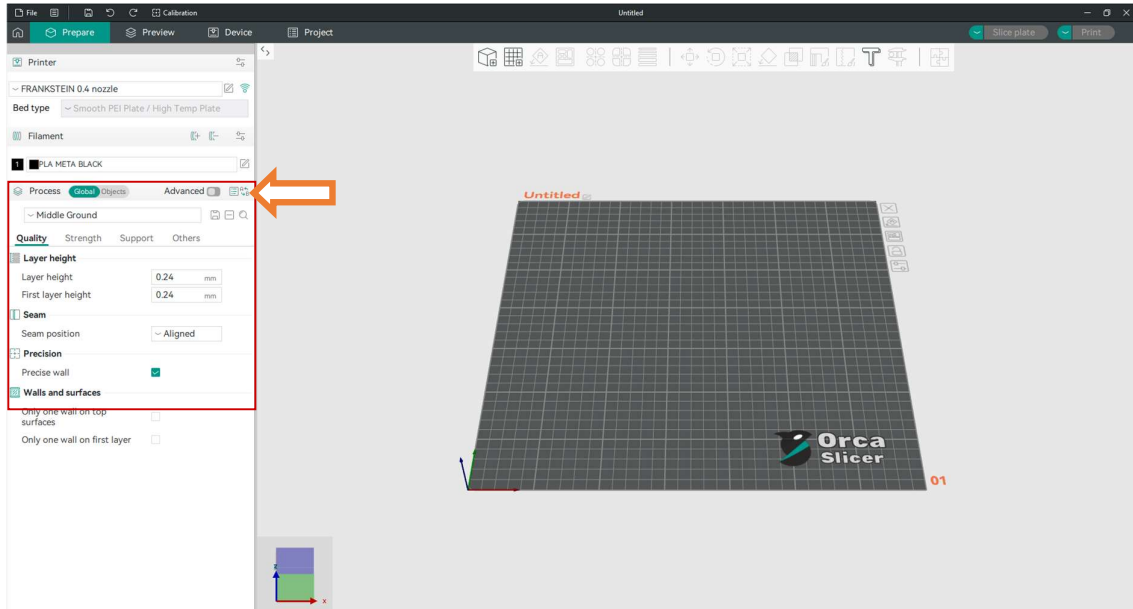 File
Calibration
Untitled
Prepare
Preview
Device
Project
Slice plate
Print
Printer
FRANKSTEIN 0.4 nozzle
Bed type
Smooth PEI Plate / High Temp Plate
Filament
1 PLA META BLACK
Process Global Objects Advanced
Middle Ground
Quality Strength Support Others
Layer height
Layer height 0.24 mm
First layer height 0.24 mm
Seam
Seam position Aligned
Precision
Precise wall
Walls and surfaces
Only one wall on top
surfaces
Only one wall on first layer
Untitled
Orca
Slicer
01
x